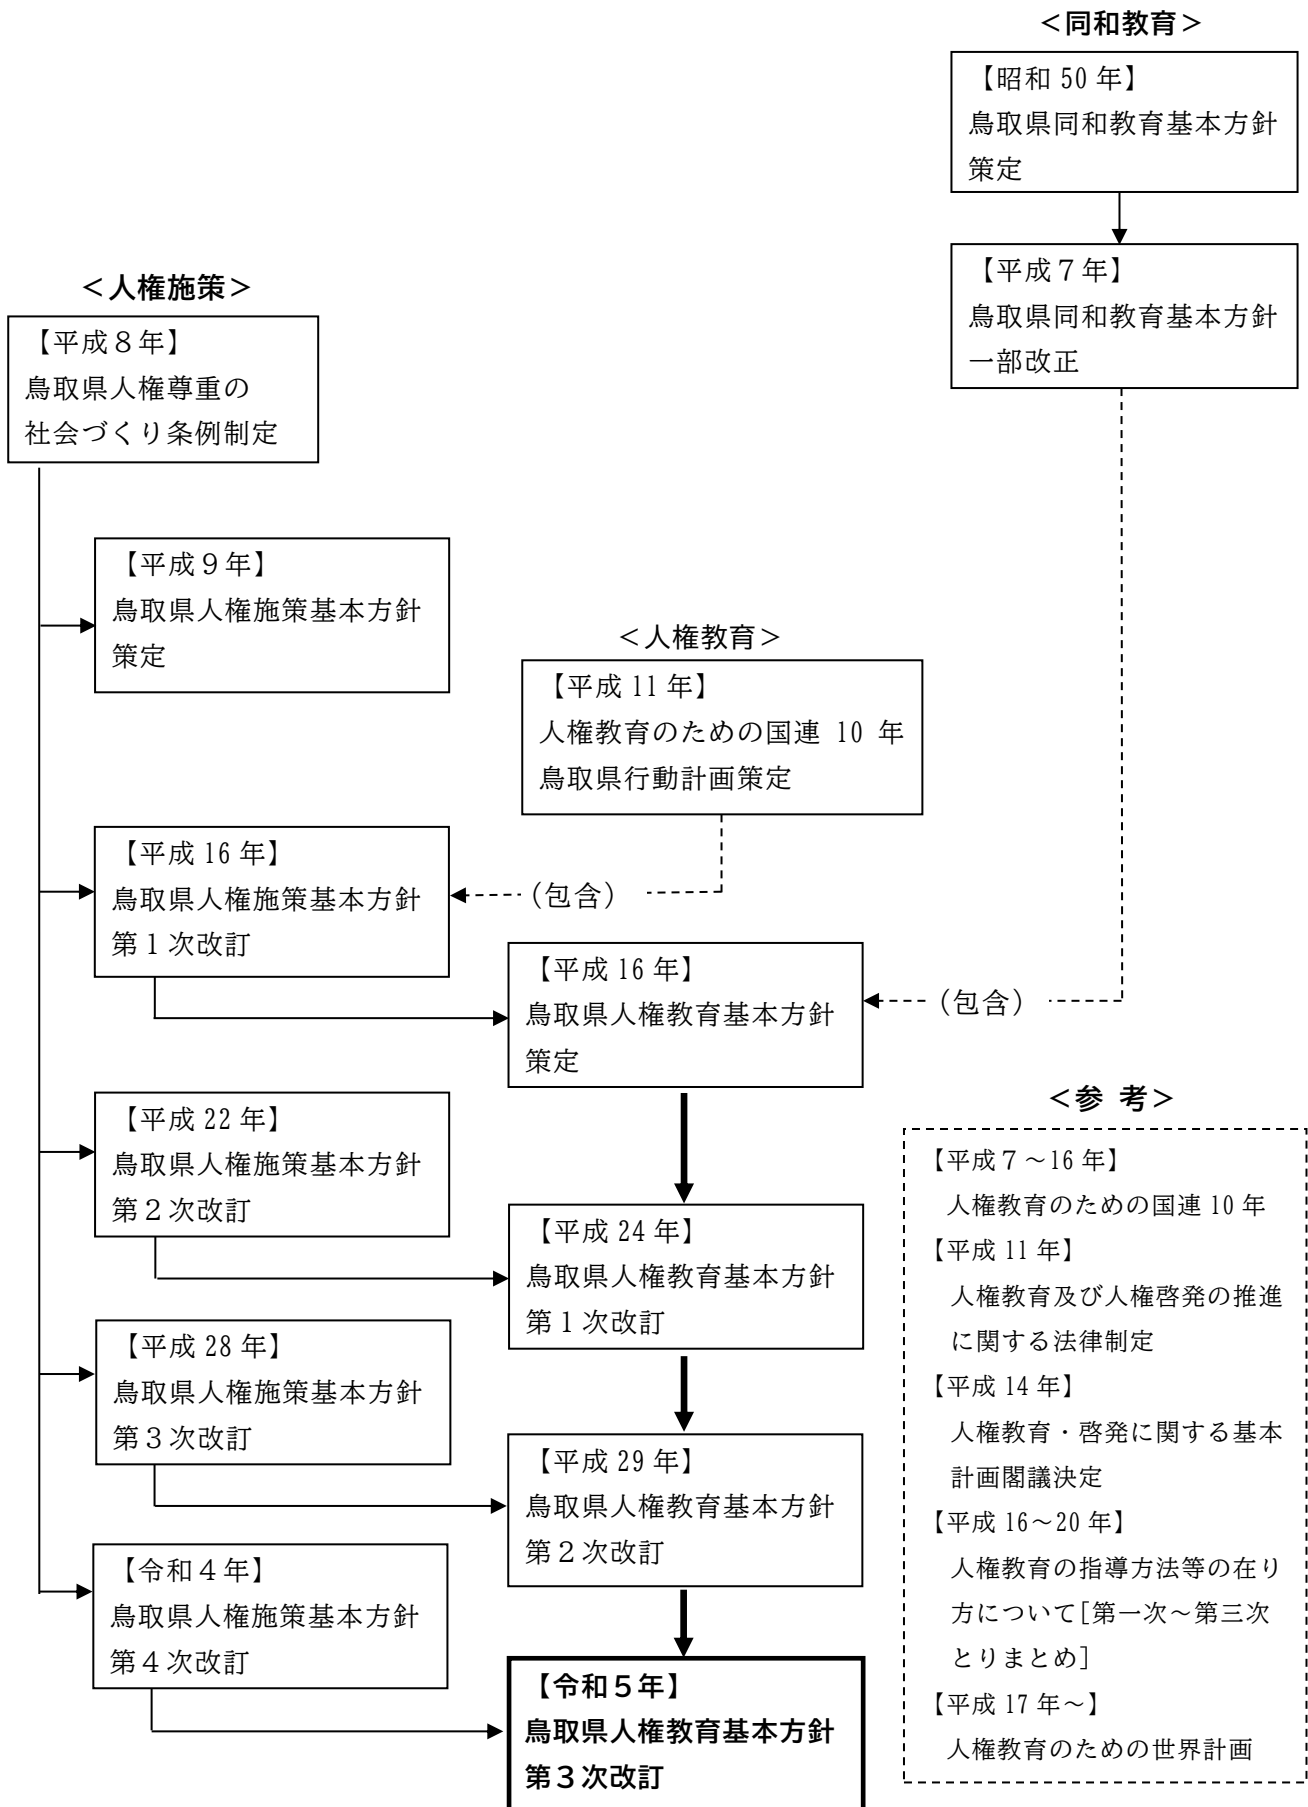 ＜同和教育＞
【昭和 50 年】
鳥取県同和教育基本方針
策定
【平成７年】
鳥取県同和教育基本方針
一部改正
＜人権施策＞
【平成８年】
鳥取県人権尊重の
社会づくり条例制定
【平成９年】
鳥取県人権施策基本方針
策定
＜人権教育＞
【平成 11 年】
人権教育のための国連 10 年
鳥取県行動計画策定
【平成 16 年】
鳥取県人権施策基本方針
第１次改訂
（包含）
【平成 16 年】
鳥取県人権教育基本方針
策定
（包含）
【平成 22 年】
鳥取県人権施策基本方針
第２次改訂
【平成 24 年】
鳥取県人権教育基本方針
第１次改訂
【平成 28 年】
鳥取県人権施策基本方針
第３次改訂
【平成 29 年】
鳥取県人権教育基本方針
第２次改訂
【令和４年】
鳥取県人権施策基本方針
第４次改訂
【令和５年】
鳥取県人権教育基本方針
第３次改訂
＜参 考＞
【平成７～16 年】
人権教育のための国連 10 年
【平成 11 年】
人権教育及び人権啓発の推進
に関する法律制定
【平成 14 年】
人権教育・啓発に関する基本
計画閣議決定
【平成 16～20 年】
人権教育の指導方法等の在り
方について[第一次～第三次
とりまとめ]
【平成 17 年～】
人権教育のための世界計画